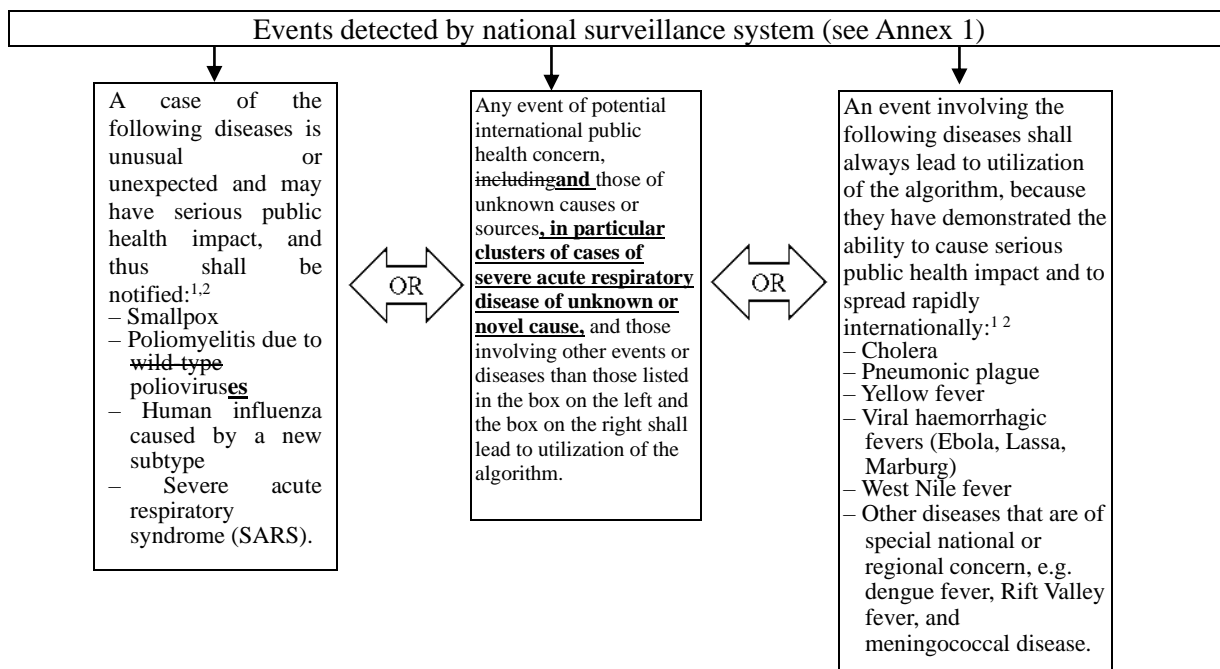 Events detected by national surveillance system (see Annex 1)
A case of the
following diseases is
unusual or
unexpected and may
have serious public
health impact, and
thus shall be
notified:1,2
– Smallpox
– Poliomyelitis due to
wild-type
polioviruses
– Human influenza
caused by a new
subtype
– Severe acute
respiratory
syndrome (SARS).
OR
Any event of potential
international public
health concern,
includingand those of
unknown causes or
sources, in particular
clusters of cases of
severe acute respiratory
disease of unknown or
novel cause, and those
involving other events or
diseases than those listed
in the box on the left and
the box on the right shall
lead to utilization of the
algorithm.
OR
An event involving the
following diseases shall
always lead to utilization
of the algorithm, because
they have demonstrated the
ability to cause serious
public health impact and to
spread rapidly
internationally:1 2
– Cholera
– Pneumonic plague
– Yellow fever
– Viral haemorrhagic
fevers (Ebola, Lassa,
Marburg)
– West Nile fever
– Other diseases that are of
special national or
regional concern, e.g.
dengue fever, Rift Valley
fever, and
meningococcal disease.